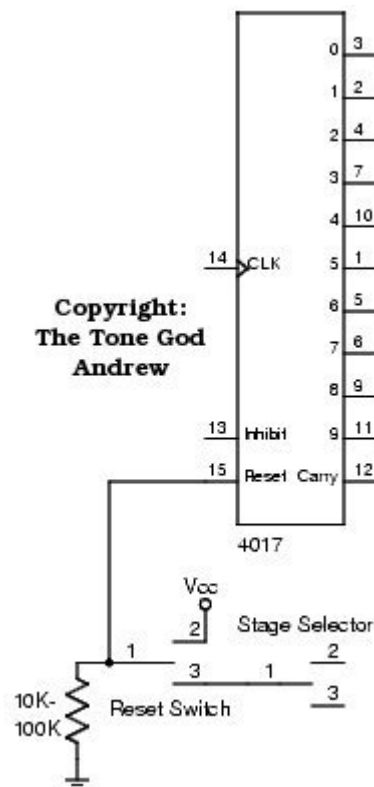 0 3
1 2
2 4
3 7
4 10
14 CLK 5 1
6 5
7 6
8 9
13 Inhibit 9 11
15 Reset Carry 12
Copyright:
The Tone God
Andrew
4017
Vcc
2 Stage Selector
1 2
3 1
3
10K-
100K
Reset Switch